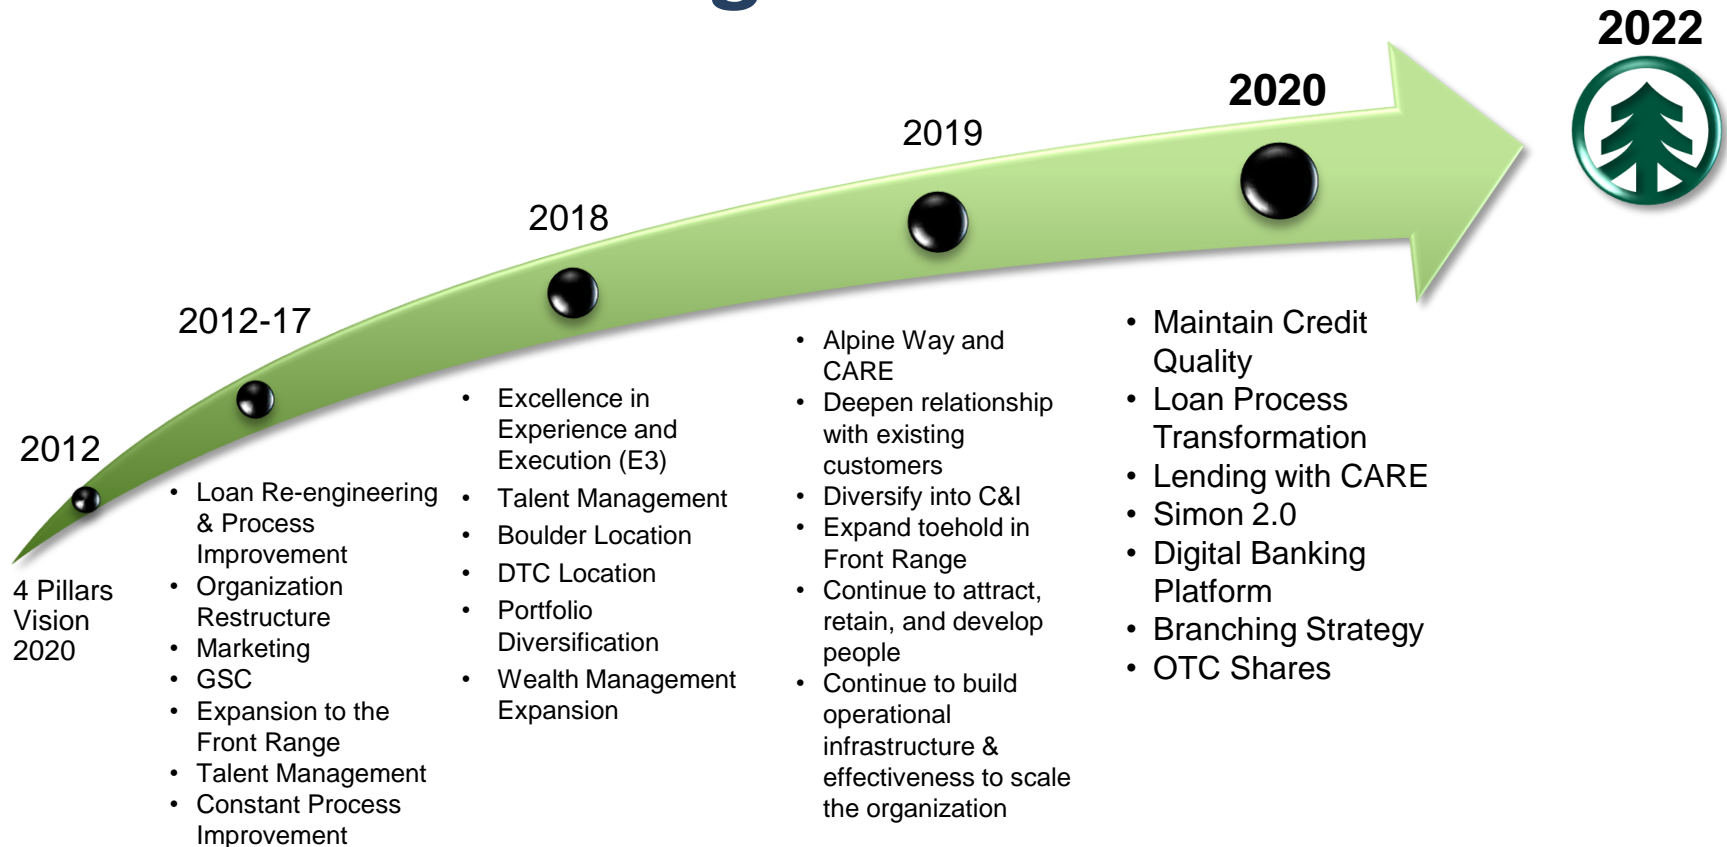 2022
2020
2019
2018
2012-17
2012
4 Pillars
Vision
2020
• Loan Re-engineering
& Process
Improvement
• Organization
Restructure
• Marketing
• GSC
• Expansion to the
Front Range
• Talent Management
• Constant Process
Improvement
• Excellence in
Experience and
Execution (E3)
• Talent Management
• Boulder Location
• DTC Location
• Portfolio
Diversification
• Wealth Management
Expansion
• Alpine Way and
CARE
• Deepen relationship
with existing
customers
• Diversify into C&I
• Expand toehold in
Front Range
• Continue to attract,
retain, and develop
people
• Continue to build
operational
infrastructure &
effectiveness to scale
the organization
• Maintain Credit
Quality
• Loan Process
Transformation
• Lending with CARE
• Simon 2.0
• Digital Banking
Platform
• Branching Strategy
• OTC Shares